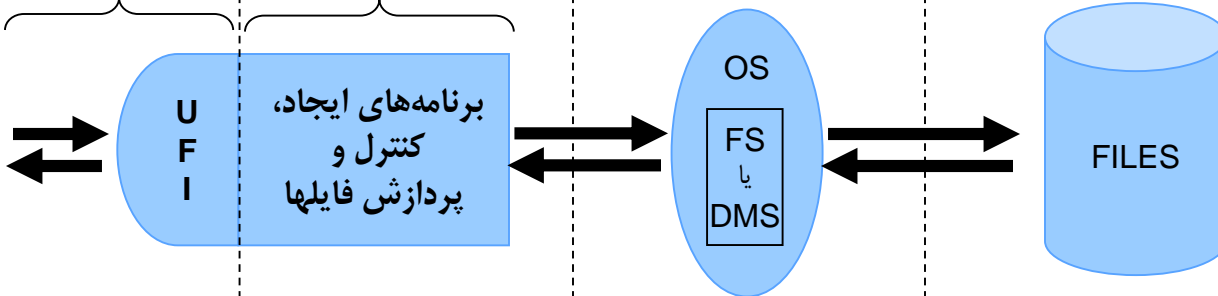 U
F
I
برنامه‌های ایجاد،
کنترل و
پردازش فایلها
OS
FS
یا
DMS
FILES